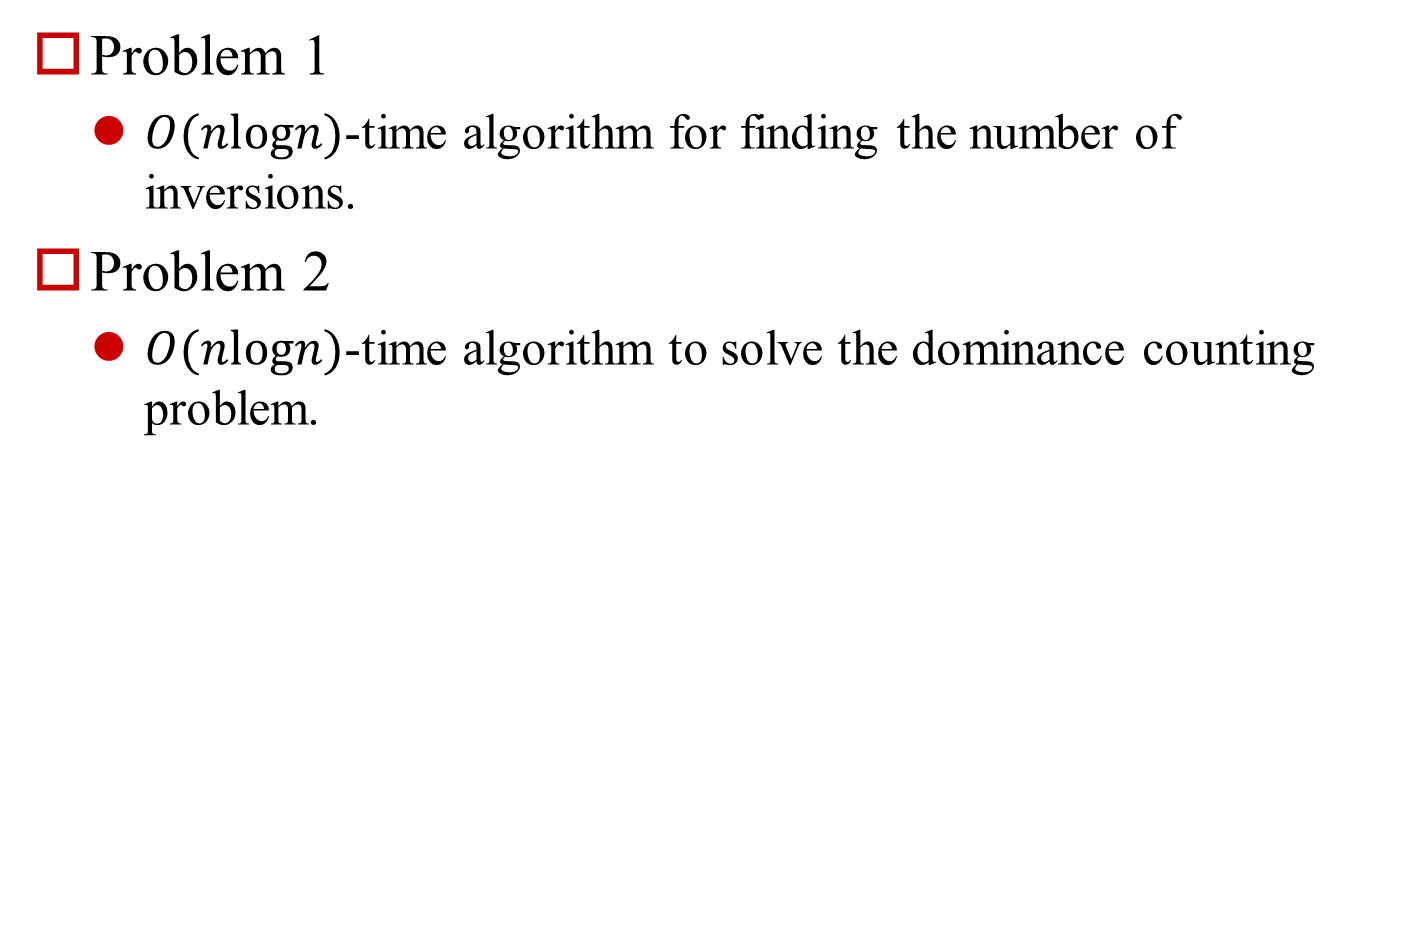 Problem 1
O(nlogn)-time algorithm for finding the number of
inversions.
Problem 2
O(nlogn)-time algorithm to solve the dominance counting
problem.